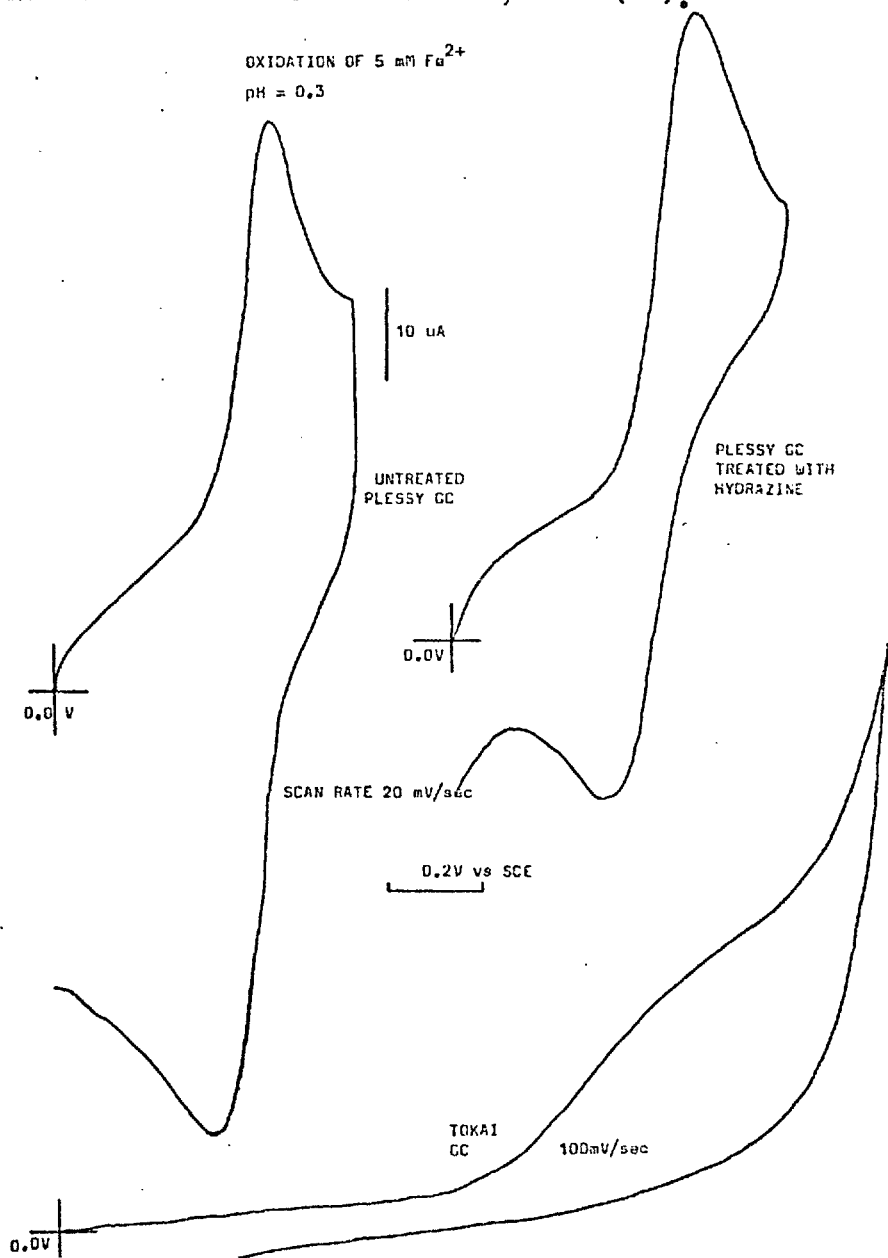 OXIDATION OF 5 mM Fe2+
pH = 0.3
10 uA
UNTREATED
PLESSY GC
PLESSY GC
TREATED WITH
HYDRAZINE
0.0V
0.0 V
SCAN RATE 20 mV/sec
0.2V vs SCE
TOKAI
GC
100mV/sec
0.0V